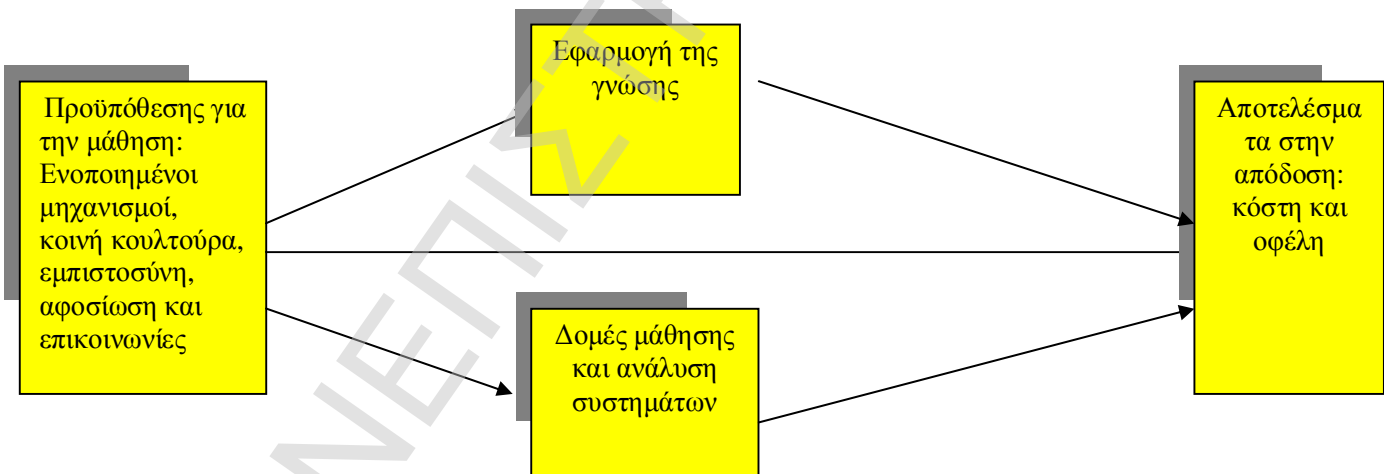 Προϋπόθεσης για
την μάθηση:
Ενοποιημένοι
μηχανισμοί,
κοινή κουλτούρα,
εμπιστοσύνη,
αφοσίωση και
επικοινωνίες
Εφαρμογή της
γνώσης
Δομές μάθησης
και ανάλυση
συστημάτων
Αποτελέσμα
τα στην
απόδοση:
κόστη και
οφέλη